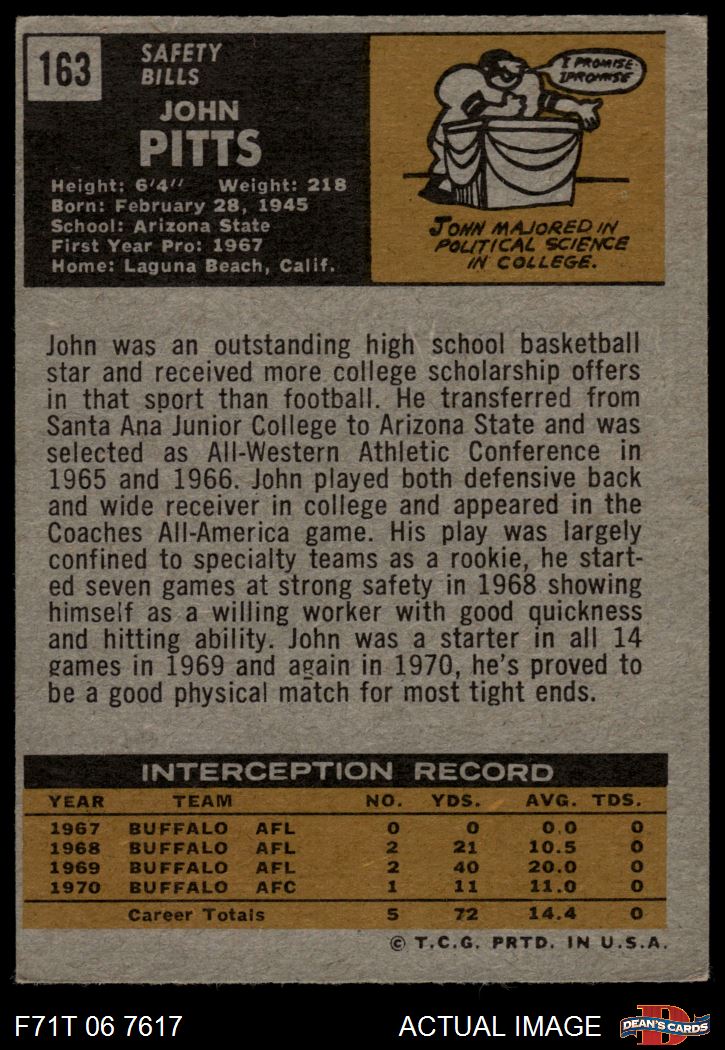 163
SAFETY
BILLS
JOHN
PITTS
Height: 6'4" Weight: 218
Born: February 28, 1945
School: Arizona State
First Year Pro: 1967
Home: Laguna Beach, Calif.
I PROMISE-
IPROMISE
JOHN MAJORED IN
POLITICAL SCIENCE
IN COLLEGE.
John was an outstanding high school basketball
star and received more college scholarship offers
in that sport than football. He transferred from
Santa Ana Junior College to Arizona State and was
selected as All-Western Athletic Conference in
1965 and 1966. John played both defensive back
and wide receiver in college and appeared in the
Coaches All-America game. His play was largely
confined to specialty teams as a rookie, he start-
ed seven games at strong safety in 1968 showing
himself as a willing worker with good quickness
and hitting ability. John was a starter in all 14
games in 1969 and again in 1970, he's proved to
be a good physical match for most tight ends.
INTERCEPTION RECORD
YEAR TEAM NO. YDS. AVG. TDS.
1967 BUFFALO AFL 0 0 0.0 0
1968 BUFFALO AFL 2 21 10.5 0
1969 BUFFALO AFL 2 40 20.0 0
1970 BUFFALO AFC 1 11 11.0 0
Career Totals 5 72 14.4 0
© T.C.G. PRTD. IN U.S.A.
F71T 06 7617 ACTUAL IMAGE
D
DEAN'S CARDS